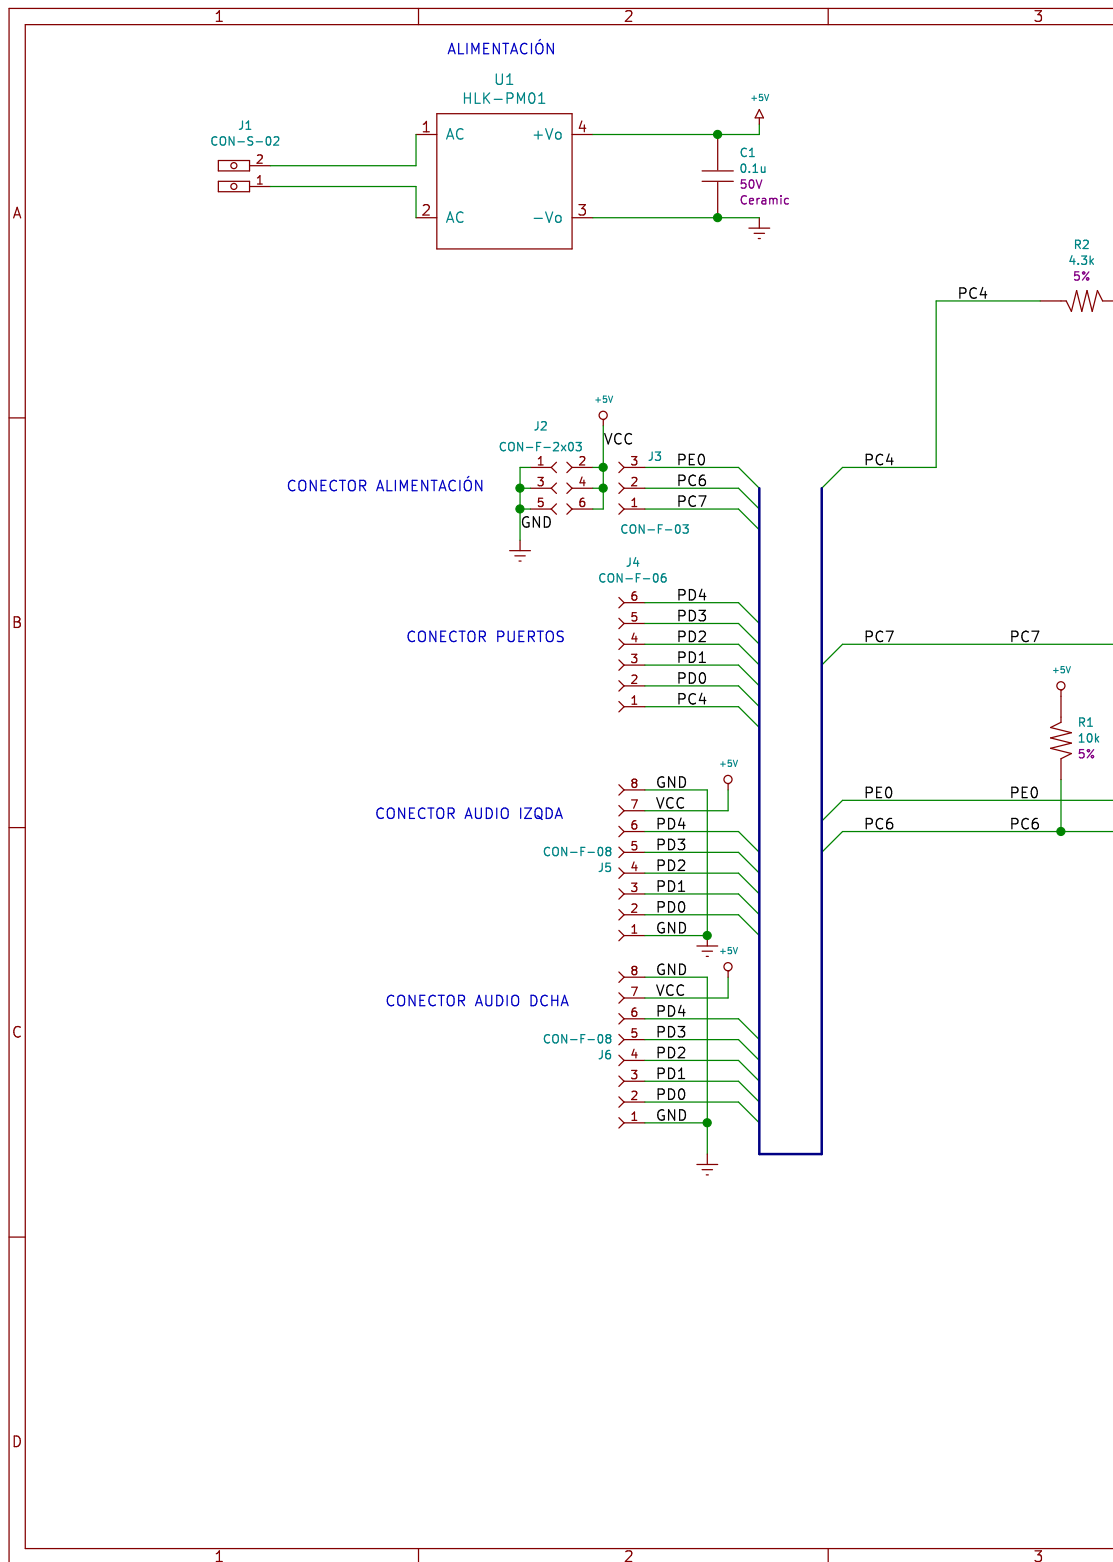 1 2 3
ALIMENTACIÓN
U1
HLK-PM01
+5V
J1
CON-S-02
1 AC +Vo 4
2
1
C1
0.1u
50V
Ceramic
2 AC -Vo 3
A
R2
4.3k
5%
PC4
+5V
J2
CON-F-2x03
VCC
J3
1 2 3 PE0 PC4
3 4 2 PC6
CONECTOR ALIMENTACIÓN
5 6 1 PC7
GND
CON-F-03
J4
CON-F-06
6 PD4
5 PD3
B
CONECTOR PUERTOS
4 PD2 PC7 PC7
3 PD1
2 PD0
1 PC4
+5V
R1
10k
5%
+5V
8 GND
7 VCC PE0 PE0
CONECTOR AUDIO IZQDA
6 PD4 PC6 PC6
CON-F-08
J5
5 PD3
4 PD2
3 PD1
2 PD0
1 GND
+5V
8 GND
7 VCC
CONECTOR AUDIO DCHA
6 PD4
C
CON-F-08
J6
5 PD3
4 PD2
3 PD1
2 PD0
1 GND
D
1 2 3